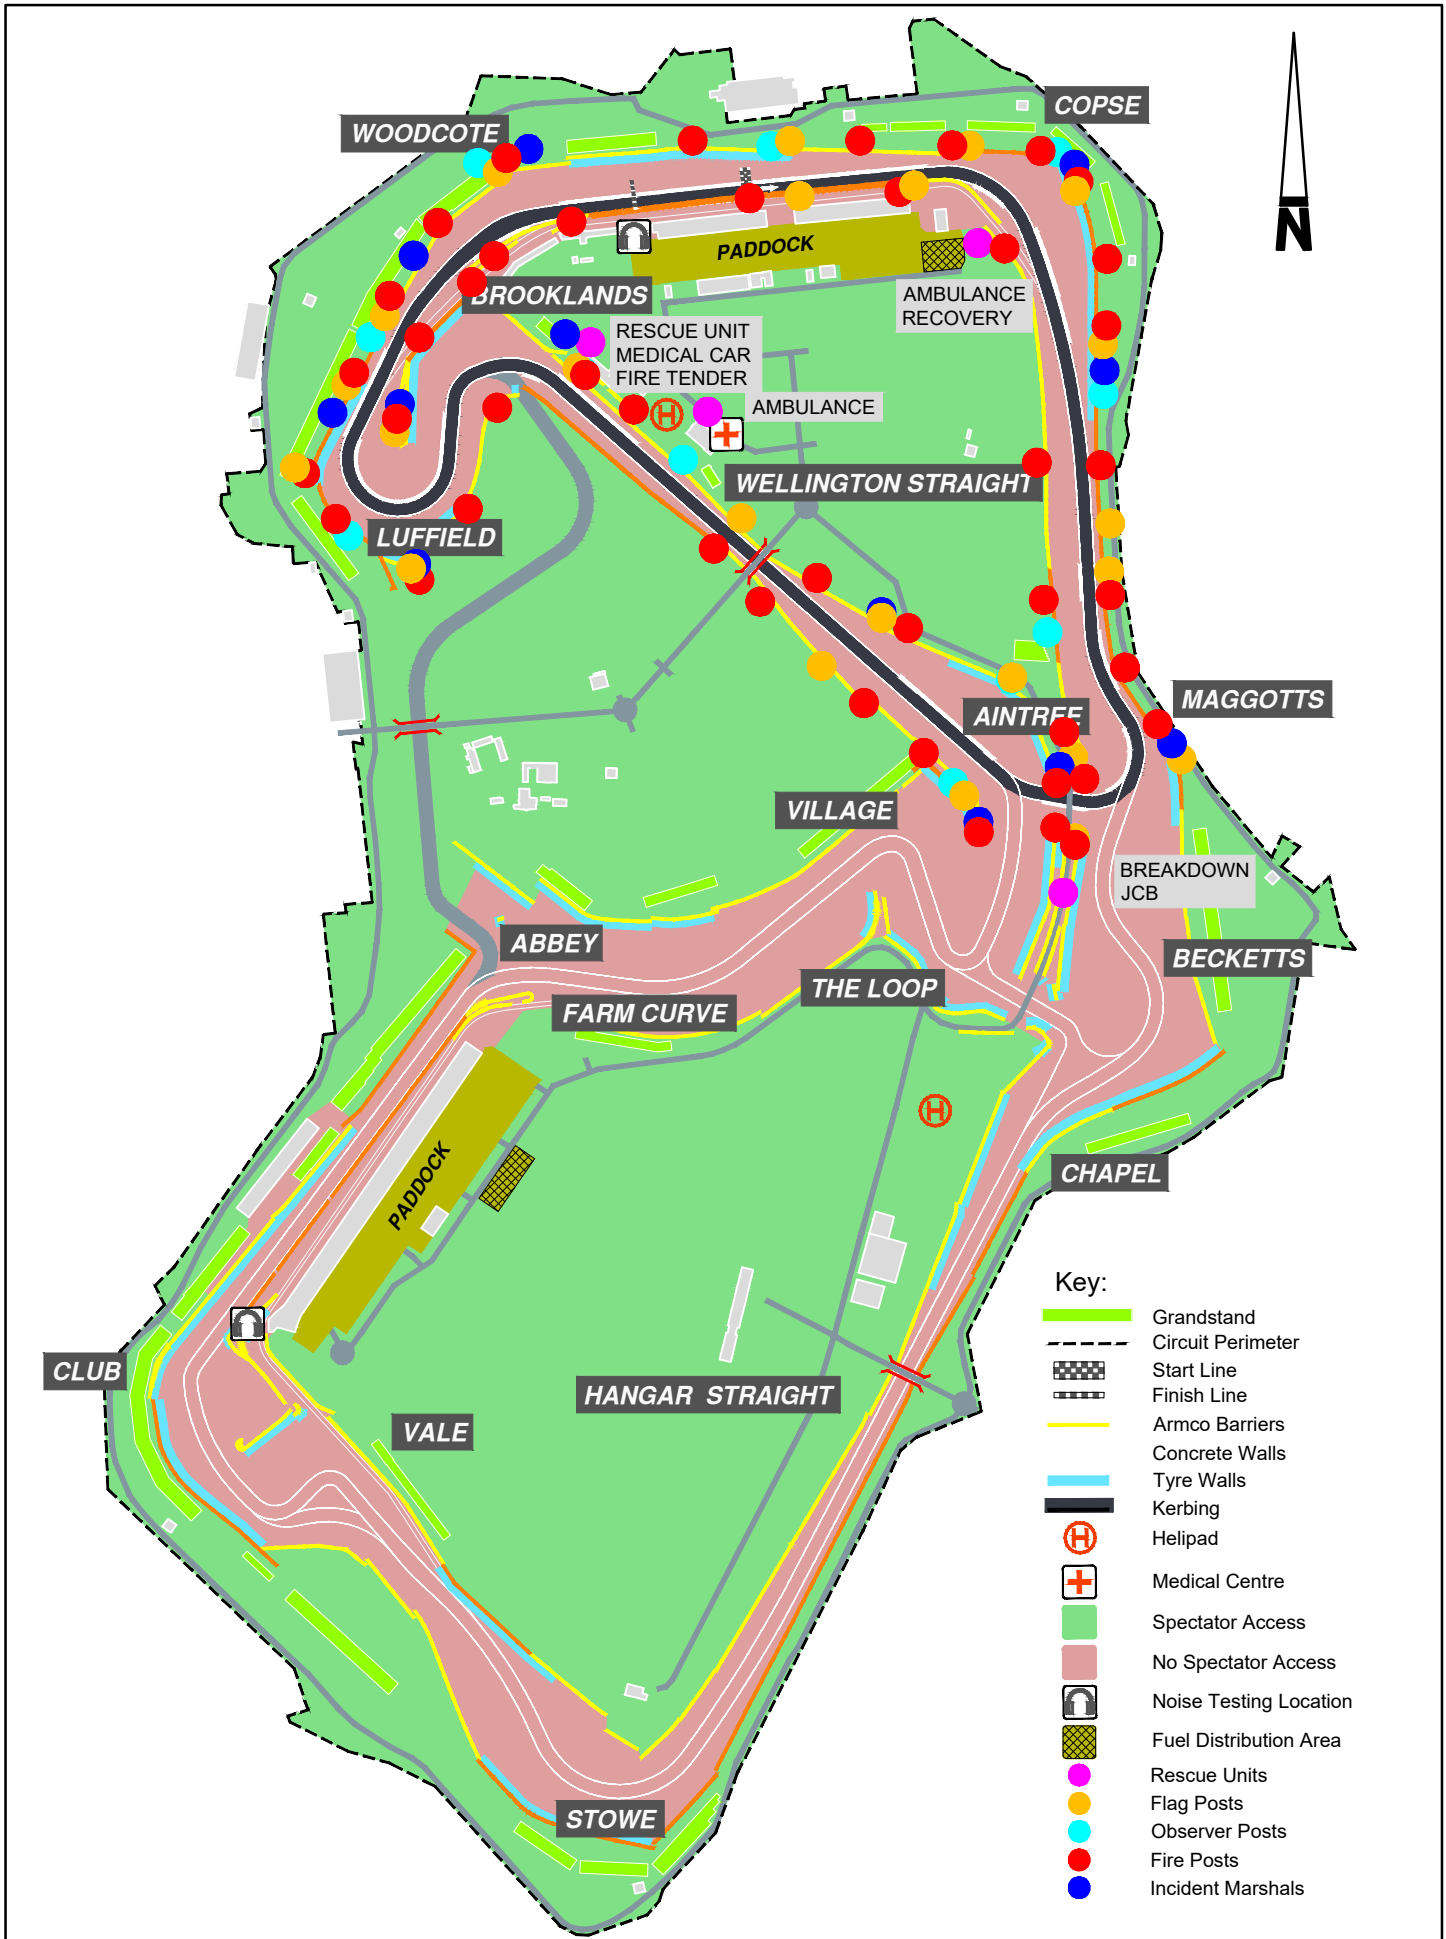 COPSE
WOODCOTE
N
PADDOCK
BROOKLANDS
AMBULANCE
RECOVERY
RESCUE UNIT
MEDICAL CAR
FIRE TENDER
AMBULANCE
H
WELLINGTON STRAIGHT
LUFFIELD
MAGGOTTS
AINTREE
VILLAGE
BREAKDOWN
JCB
ABBEY
BECKETTS
THE LOOP
FARM CURVE
H
PADDOCK
CHAPEL
CLUB
HANGAR STRAIGHT
VALE
STOWE
Key:
Grandstand
Circuit Perimeter
Start Line
Finish Line
Armco Barriers
Concrete Walls
Tyre Walls
Kerbing
H Helipad
Medical Centre
Spectator Access
No Spectator Access
Noise Testing Location
Fuel Distribution Area
Rescue Units
Flag Posts
Observer Posts
Fire Posts
Incident Marshals